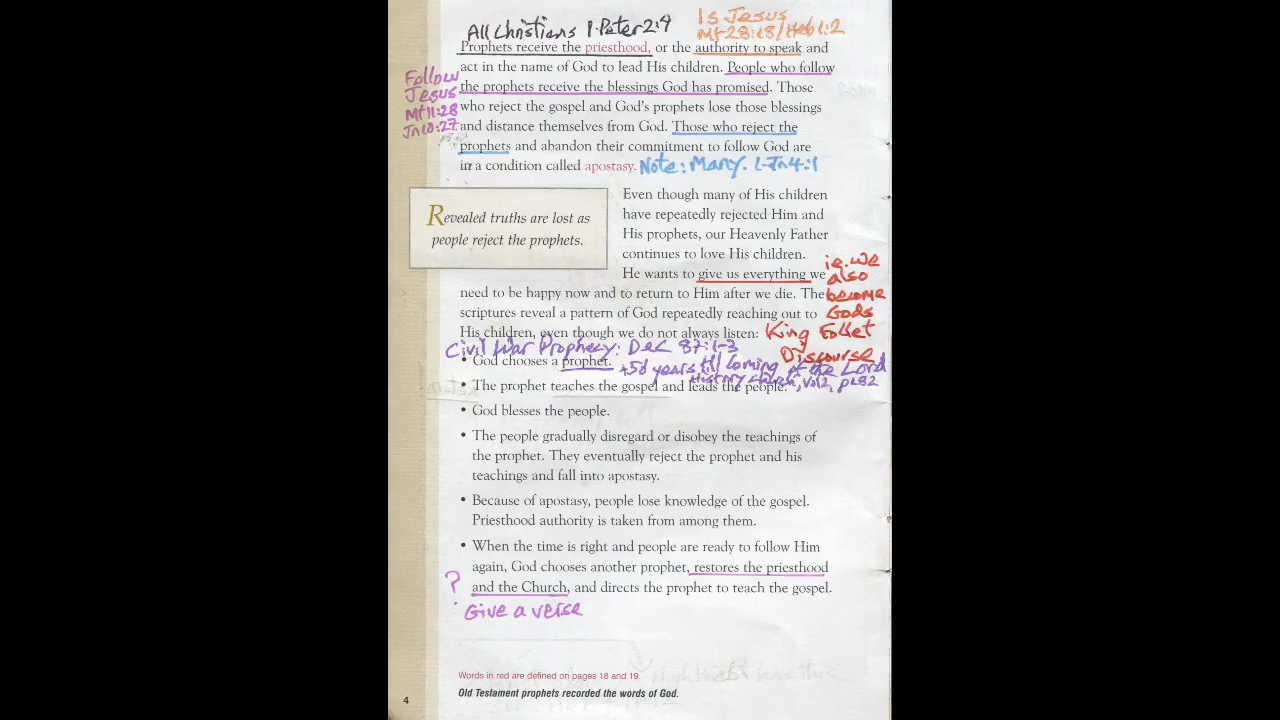 All Christians 1 Peter 2:9
Is Jesus
Mt 28:18/Heb 1:2
Prophets receive the priesthood, or the authority to speak and
act in the name of God to lead His children. People who follow
the prophets receive the blessings God has promised. Those
who reject the gospel and God's prophets lose those blessings
and distance themselves from God. Those who reject the
prophets and abandon their commitment to follow God are
in a condition called apostasy. Note: Many. 1-Jn 4:1
Follow
Jesus
Mt 11:28
Jn 10:27
Revealed truths are lost as
people reject the prophets.
Even though many of His children
have repeatedly rejected Him and
His prophets, our Heavenly Father
continues to love His children.
He wants to give us everything we
need to be happy now and to return to Him after we die. The
scriptures reveal a pattern of God repeatedly reaching out to
His children, even though we do not always listen:
ie. we
also
become
Gods
King Follet
Discourse
Civil War Prophecy: D&C 87:1-3
• God chooses a prophet.
+56 years till coming of the Lord
History church, vol 2, p182
• The prophet teaches the gospel and leads the people.
• God blesses the people.
• The people gradually disregard or disobey the teachings of
the prophet. They eventually reject the prophet and his
teachings and fall into apostasy.
• Because of apostasy, people lose knowledge of the gospel.
Priesthood authority is taken from among them.
• When the time is right and people are ready to follow Him
again, God chooses another prophet, restores the priesthood
and the Church, and directs the prophet to teach the gospel.
?
Give a verse
Words in red are defined on pages 18 and 19.
Old Testament prophets recorded the words of God.
4